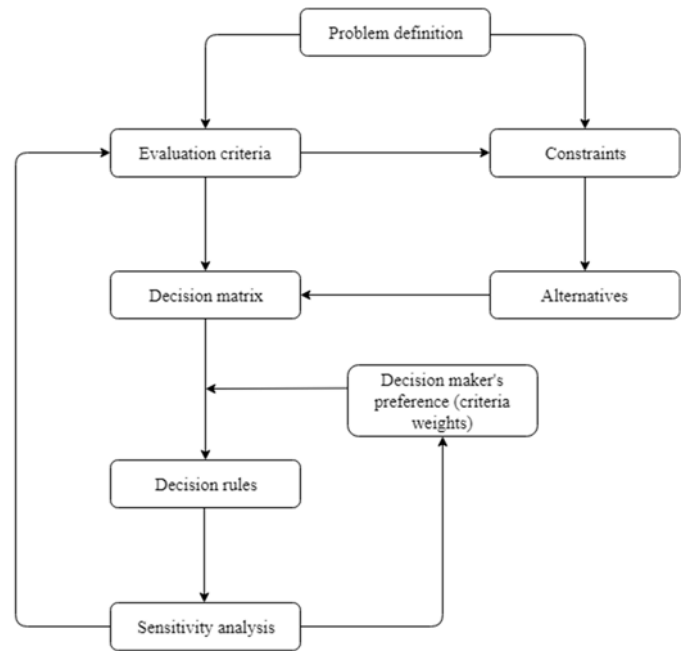 Problem definition
Evaluation criteria
Constraints
Decision matrix
Alternatives
Decision maker's
preference (criteria
weights)
Decision rules
Sensitivity analysis